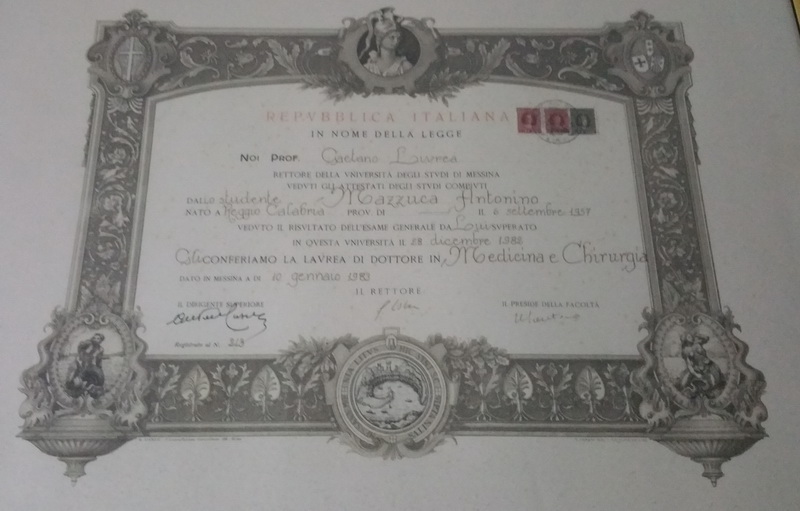 REPVBBLICA ITALIANA
IN NOME DELLA LEGGE
NOI PROF. Gaetano Livrea
RETTORE DELLA VNIVERSITÀ DEGLI STVDI DI MESSINA
VEDVTI GLI ATTESTATI DEGLI STVDI COMPIVTI
DALLO studente Mazzuca Antonino
NATO A Reggio Calabria PROV. DI IL 6 settembre 1957
VEDVTO IL RISVLTATO DELL'ESAME GENERALE DA LVI SVPERATO
IN QVESTA VNIVERSITÀ IL 28 dicembre 1982
Gli CONFERIAMO LA LAVREA DI DOTTORE IN Medicina e Chirurgia
DATO IN MESSINA A DI 10 gennaio 1983
IL RETTORE
IL DIRIGENTE SUPERIORE
IL PRESIDE DELLA FACOLTÀ
Registrato al N. 313